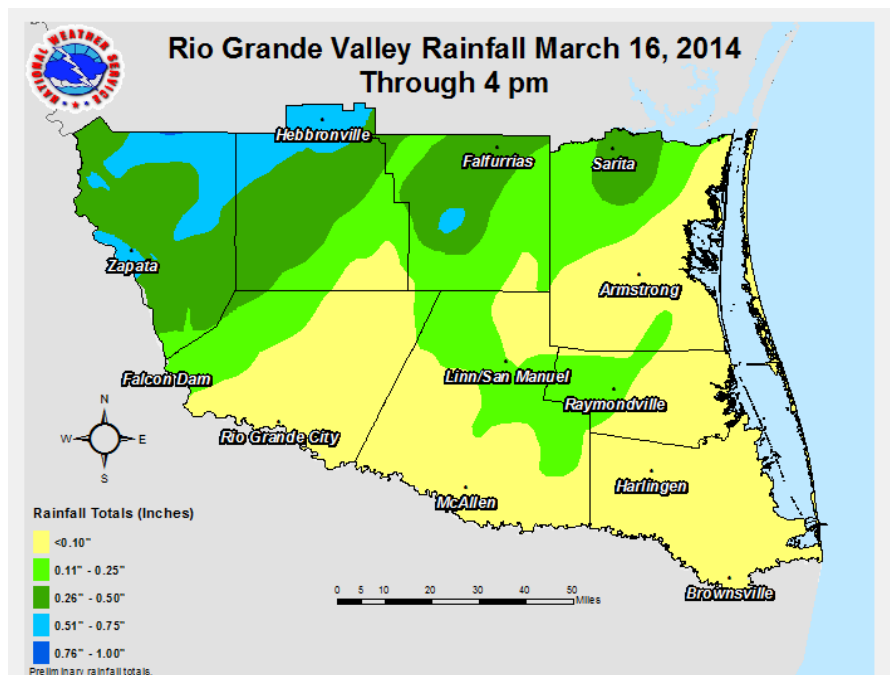 Rio Grande Valley Rainfall March 16, 2014
Through 4 pm
NATIONAL WEATHER SERVICE
Hebbronville
Falfurrias
Sarita
Zapata
Armstrong
Falcon Dam
Linn/San Manuel
Raymondville
N
W E
S
Rio Grande City
McAllen
Harlingen
Brownsville
Rainfall Totals (Inches)
<0.10"
0.11" - 0.25"
0.26" - 0.50"
0.51" - 0.75"
0.76" - 1.00"
0 5 10 20 30 40 50
Miles
Preliminary rainfall totals.